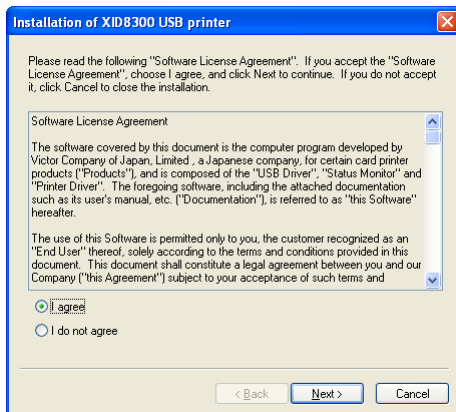 Installation of XID8300 USB printer
Please read the following "Software License Agreement". If you accept the "Software
License Agreement", choose I agree, and click Next to continue. If you do not accept
it, click Cancel to close the installation.
Software License Agreement
The software covered by this document is the computer program developed by
Victor Company of Japan, Limited , a Japanese company, for certain card printer
products ("Products"), and is composed of the "USB Driver", "Status Monitor" and
"Printer Driver". The foregoing software, including the attached documentation
such as its user's manual, etc. ("Documentation"), is referred to as "this Software"
hereafter.
The use of this Software is permitted only to you, the customer recognized as an
"End User" thereof, solely according to the terms and conditions provided in this
document. This document shall constitute a legal agreement between you and our
Company ("this Agreement") subject to your acceptance of such terms and
I agree
I do not agree
< Back
Next >
Cancel